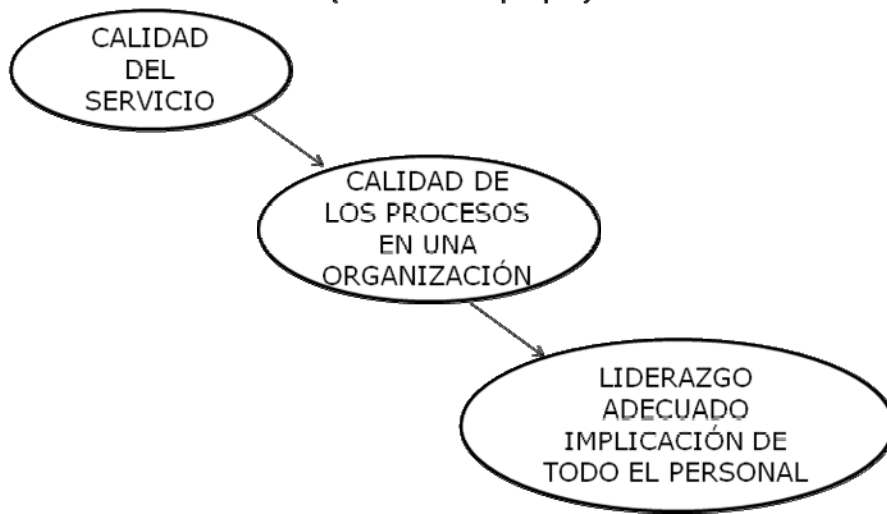 CALIDAD
DEL
SERVICIO
CALIDAD DE
LOS PROCESOS
EN UNA
ORGANIZACIÓN
LIDERAZGO
ADECUADO
IMPLICACIÓN DE
TODO EL PERSONAL